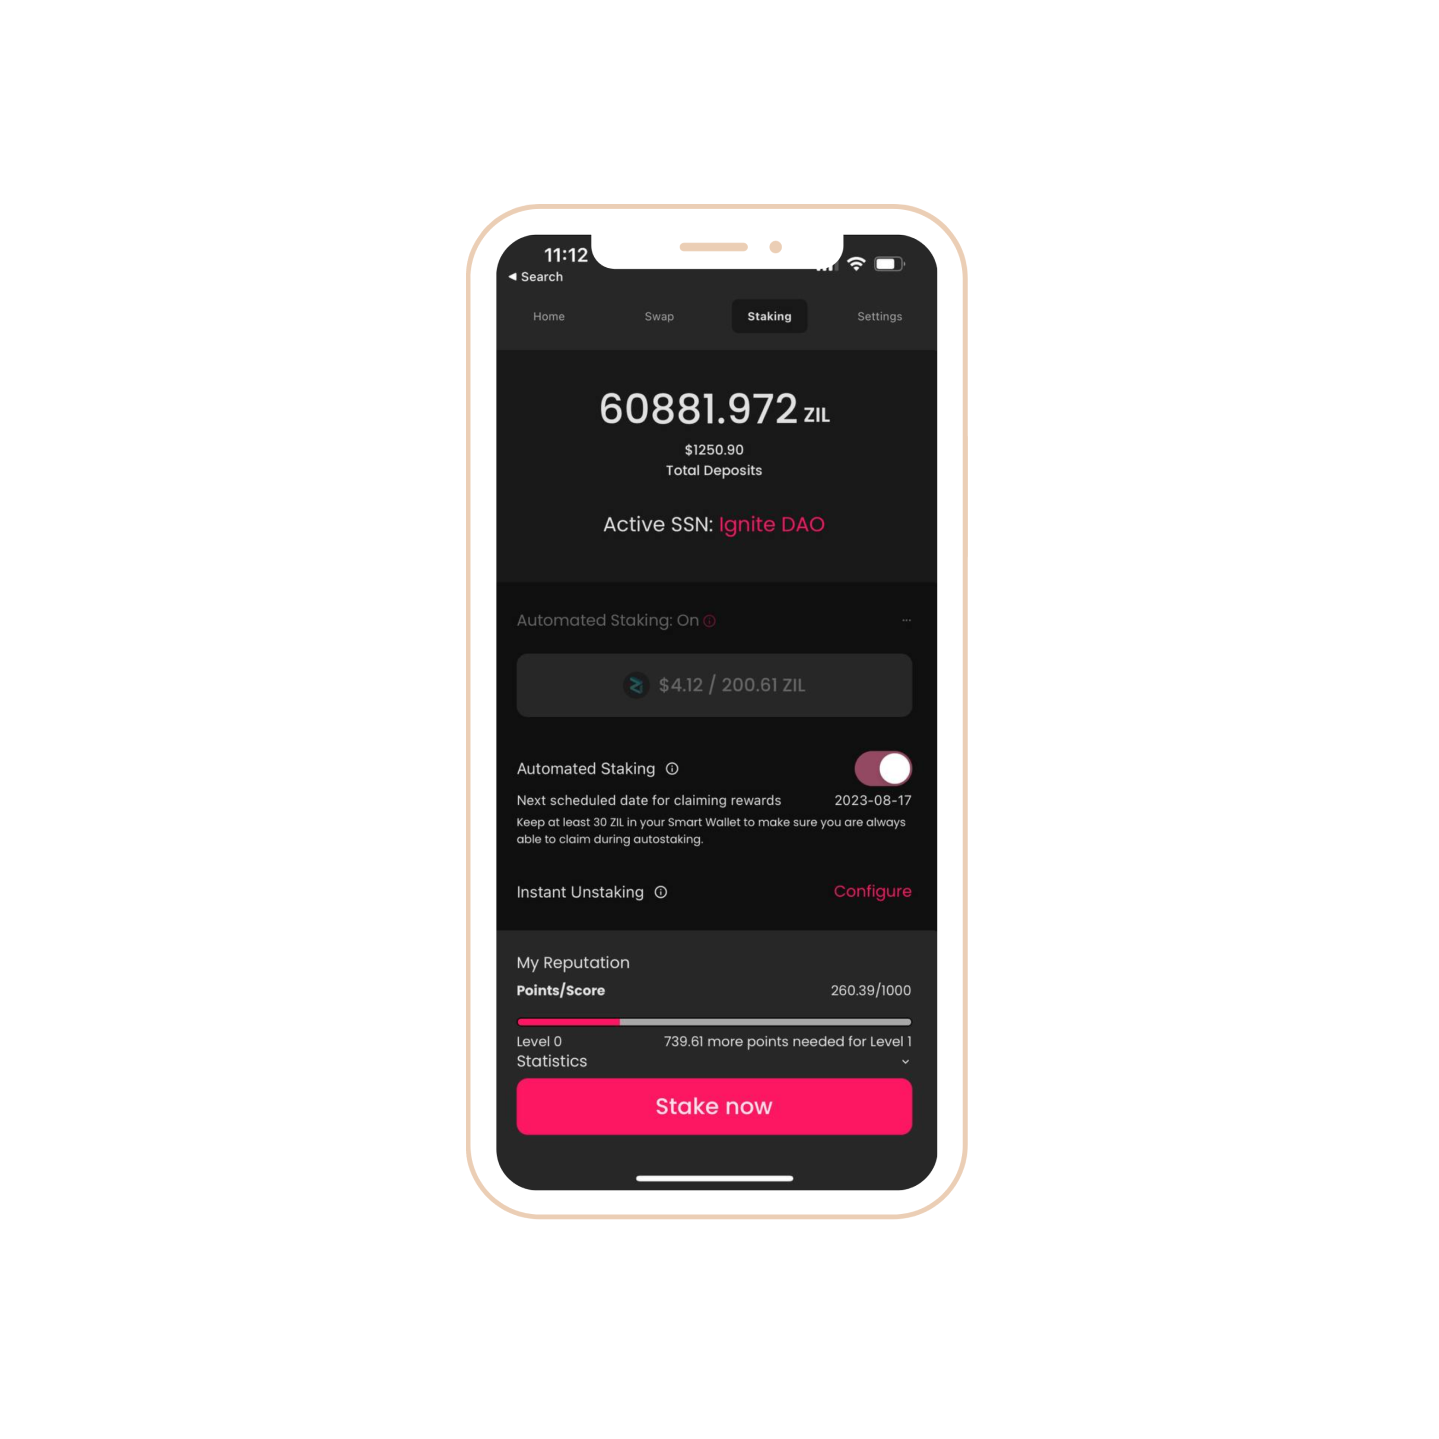 11:12
◀ Search
Home Swap Staking Settings
60881.972 ZIL
$1250.90
Total Deposits
Active SSN: Ignite DAO
Automated Staking: On ...
$4.12 / 200.61 ZIL
Automated Staking
Next scheduled date for claiming rewards 2023-08-17
Keep at least 30 ZIL in your Smart Wallet to make sure you are always
able to claim during autostaking.
Instant Unstaking Configure
My Reputation
Points/Score 260.39/1000
Level 0 739.61 more points needed for Level 1
Statistics
Stake now